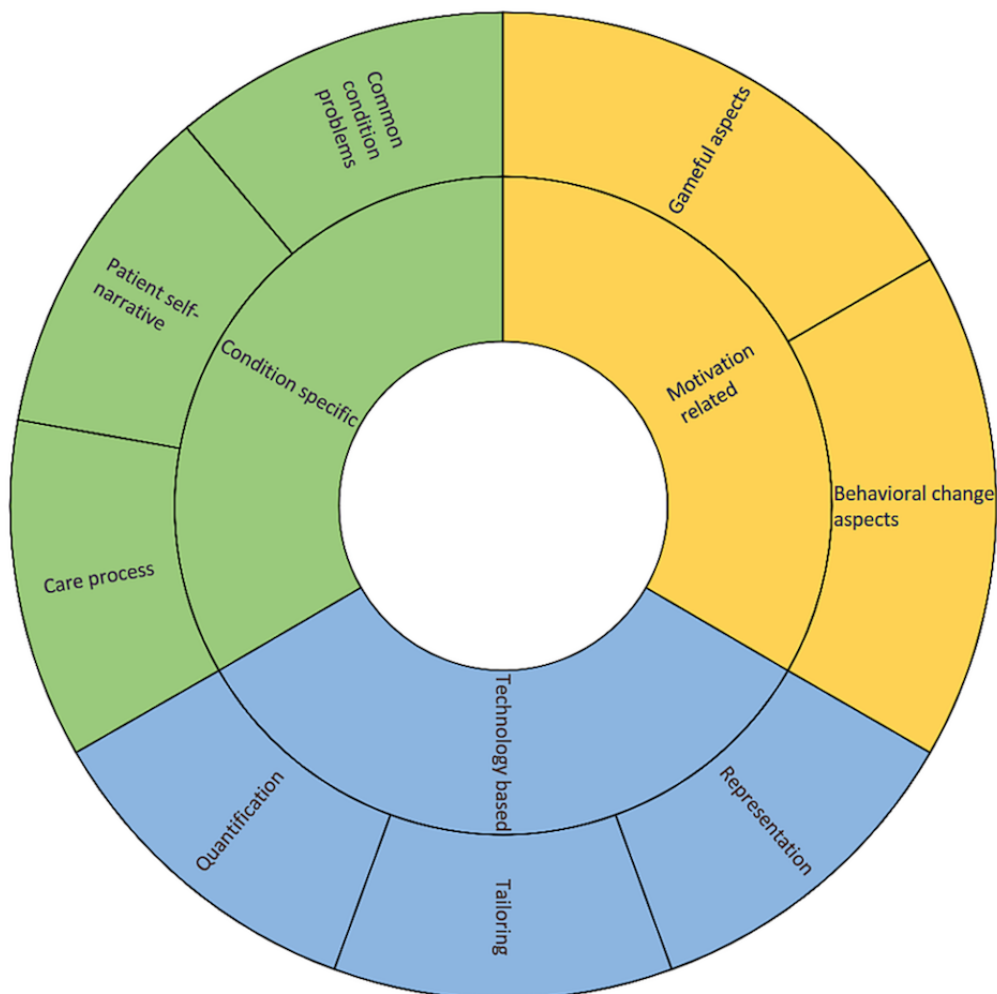 Common
condition
problems
Gameful aspects
Patient self-
narrative
Condition specific
Motivation
related
Behavioral change
aspects
Care process
Technology based
Quantification
Tailoring
Representation